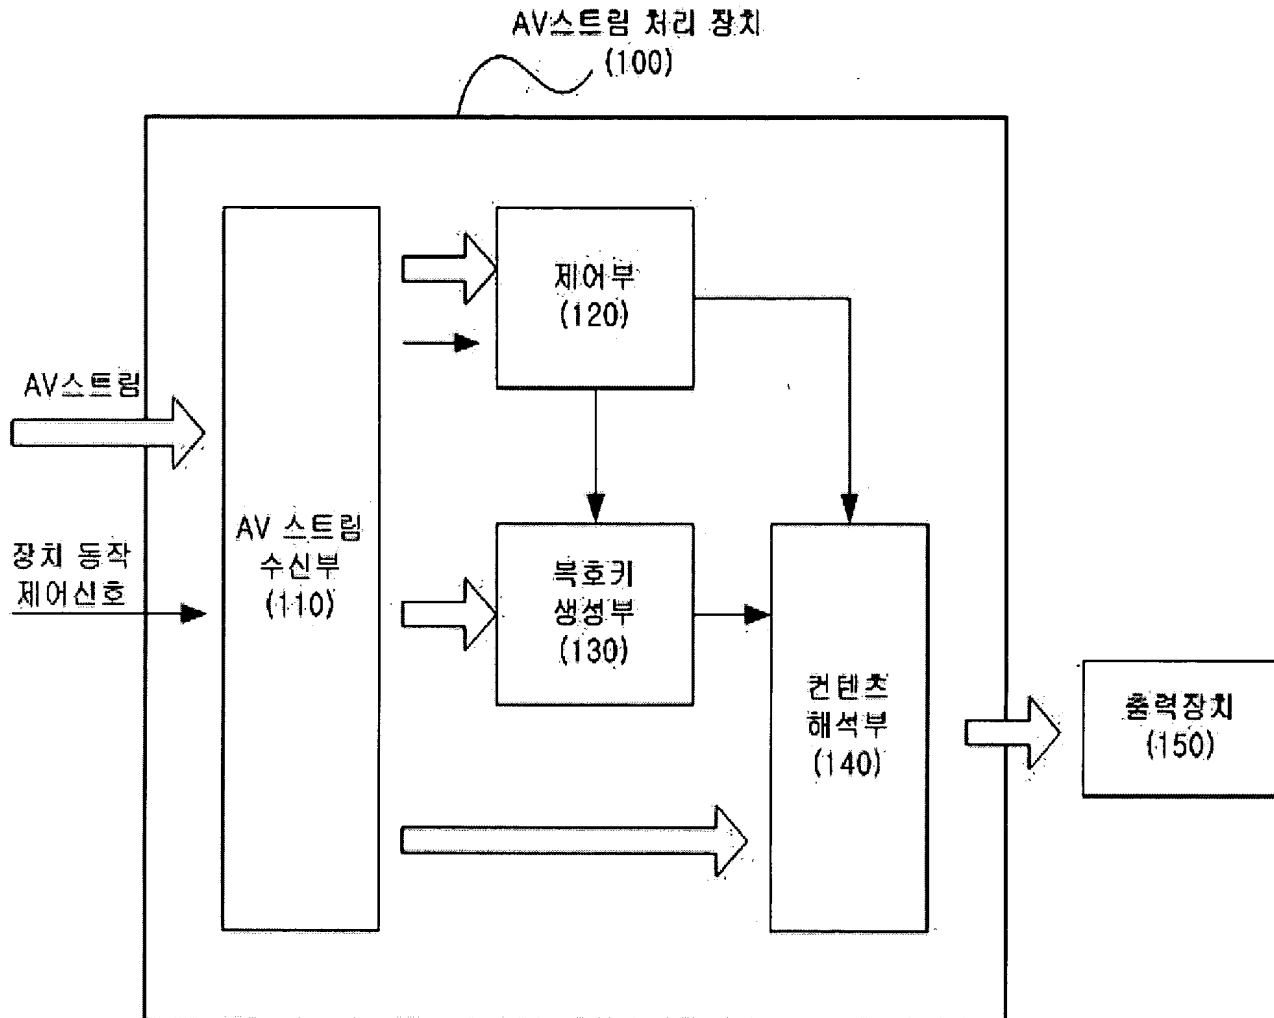 AV스트림 처리 장치
(100)
제어부
(120)
AV스트림
AV 스트림
수신부
(110)
장치 동작
제어신호
복호키
생성부
(130)
컨텐츠
해석부
(140)
출력장치
(150)